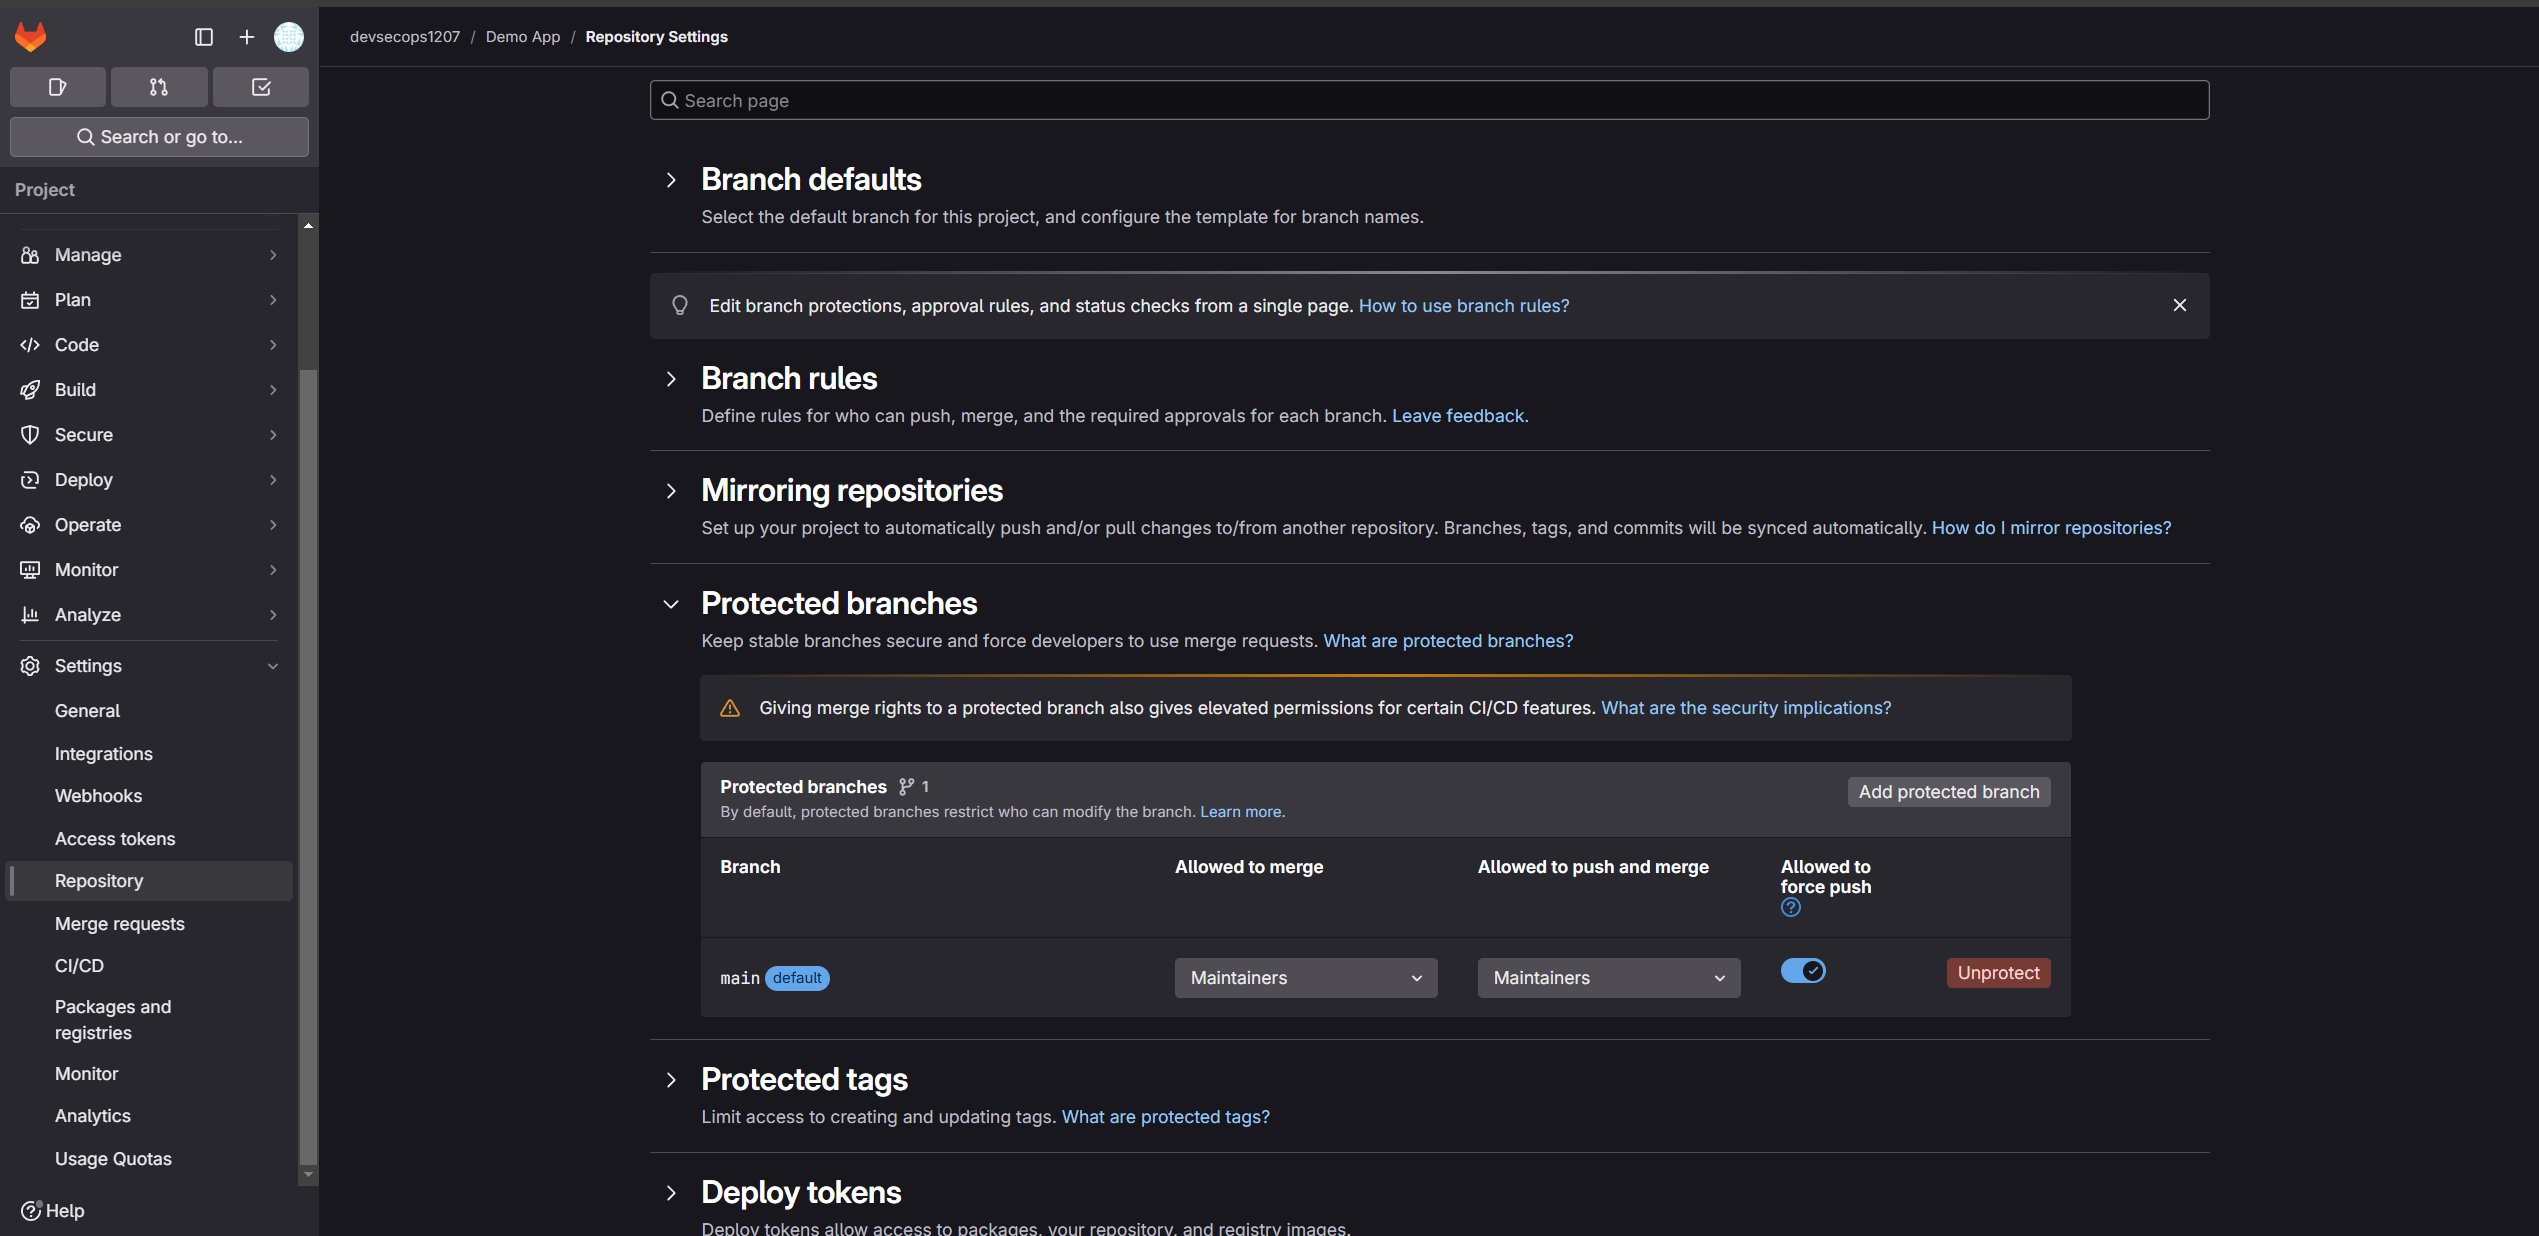 devsecops1207 / Demo App / Repository Settings
Search or go to...
Project
Manage
Plan
Code
Build
Secure
Deploy
Operate
Monitor
Analyze
Settings
General
Integrations
Webhooks
Access tokens
Repository
Merge requests
CI/CD
Packages and
registries
Monitor
Analytics
Usage Quotas
Help
Search page
Branch defaults
Select the default branch for this project, and configure the template for branch names.
Edit branch protections, approval rules, and status checks from a single page. How to use branch rules?
Branch rules
Define rules for who can push, merge, and the required approvals for each branch. Leave feedback.
Mirroring repositories
Set up your project to automatically push and/or pull changes to/from another repository. Branches, tags, and commits will be synced automatically. How do I mirror repositories?
Protected branches
Keep stable branches secure and force developers to use merge requests. What are protected branches?
Giving merge rights to a protected branch also gives elevated permissions for certain CI/CD features. What are the security implications?
Protected branches 1
Add protected branch
By default, protected branches restrict who can modify the branch. Learn more.
Branch Allowed to merge Allowed to push and merge Allowed to
force push
main default Maintainers Maintainers Unprotect
Protected tags
Limit access to creating and updating tags. What are protected tags?
Deploy tokens
Deploy tokens allow access to packages, your repository, and registry images.